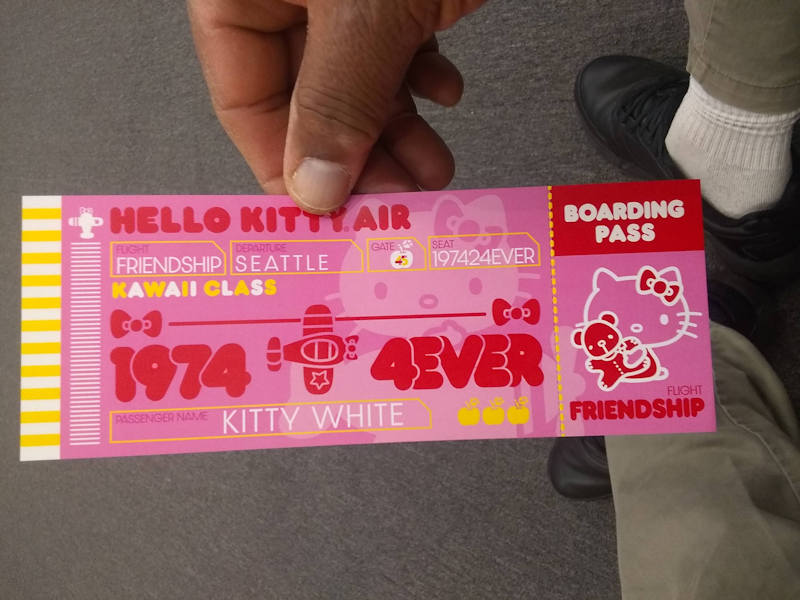 HELLO KITTY AIR
FLIGHT
FRIENDSHIP
DEPARTURE
SEATTLE
GATE
45
SEAT
197424EVER
KAWAII CLASS
1974
4EVER
PASSENGER NAME
KITTY WHITE
BOARDING
PASS
FLIGHT
FRIENDSHIP